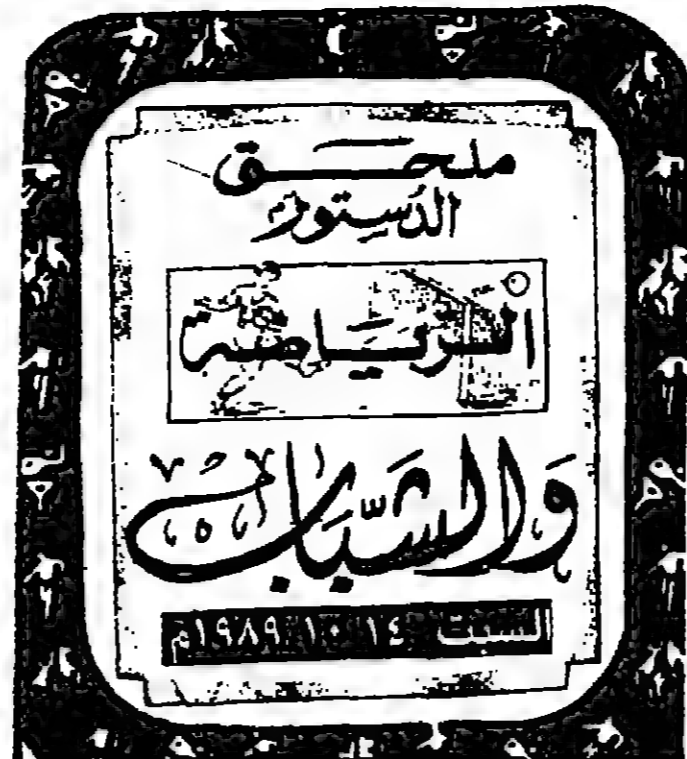 ملحق
الدستور
الرياضة
والشباب
السبت ١٤ ١٠ ١٩٨٩م